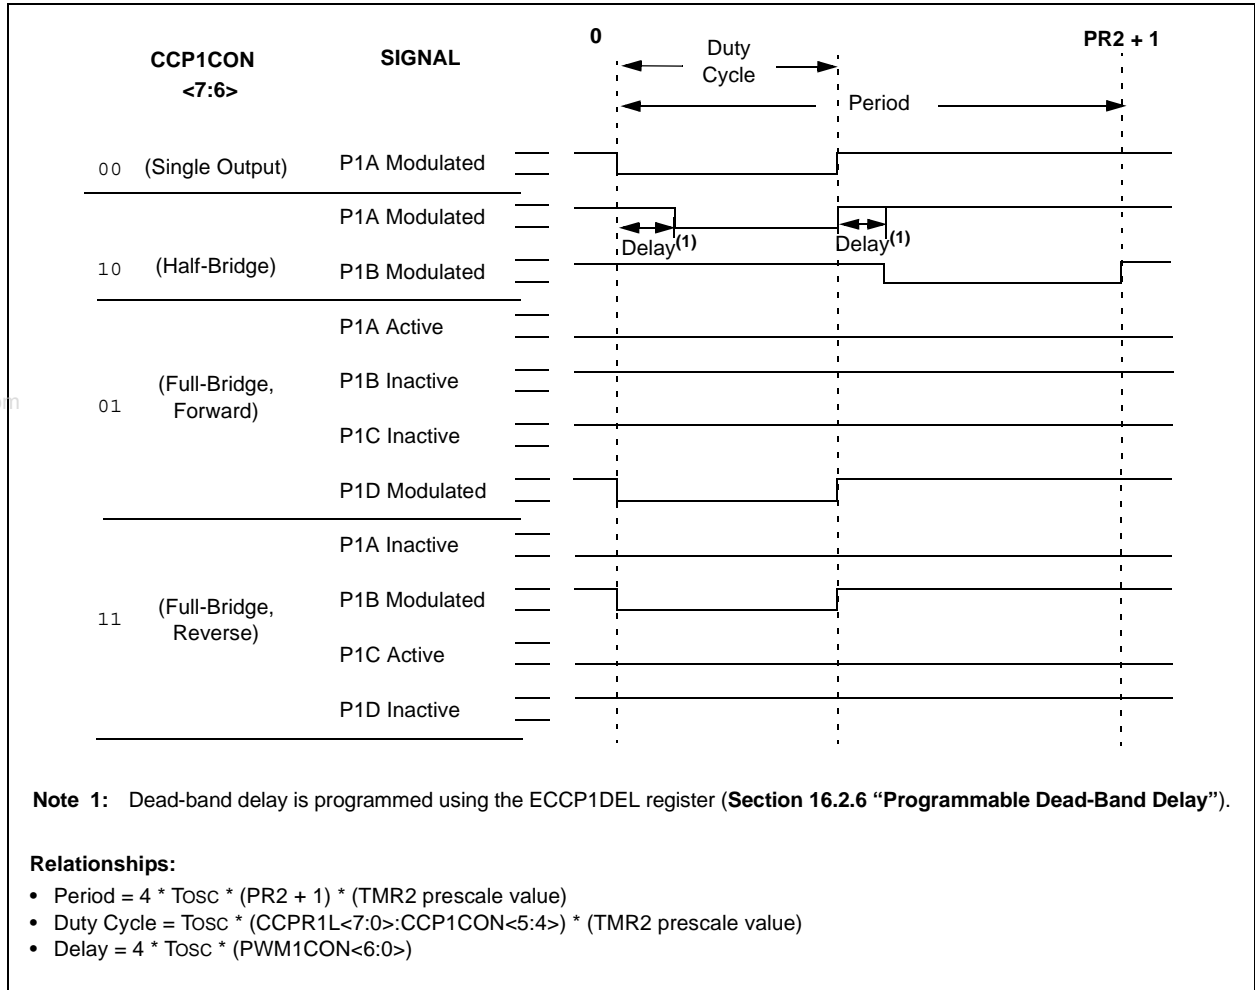 0
PR2 + 1
CCP1CON
<7:6>
SIGNAL
Duty
Cycle
Period
00 (Single Output) P1A Modulated
P1A Modulated
Delay(1) Delay(1)
10 (Half-Bridge) P1B Modulated
P1A Active
P1B Inactive
01 (Full-Bridge,
Forward)
P1C Inactive
P1D Modulated
P1A Inactive
P1B Modulated
11 (Full-Bridge,
Reverse)
P1C Active
P1D Inactive
Note 1: Dead-band delay is programmed using the ECCP1DEL register (Section 16.2.6 “Programmable Dead-Band Delay”).
Relationships:
• Period = 4 * TOSC * (PR2 + 1) * (TMR2 prescale value)
• Duty Cycle = TOSC * (CCPR1L<7:0>:CCP1CON<5:4>) * (TMR2 prescale value)
• Delay = 4 * TOSC * (PWM1CON<6:0>)